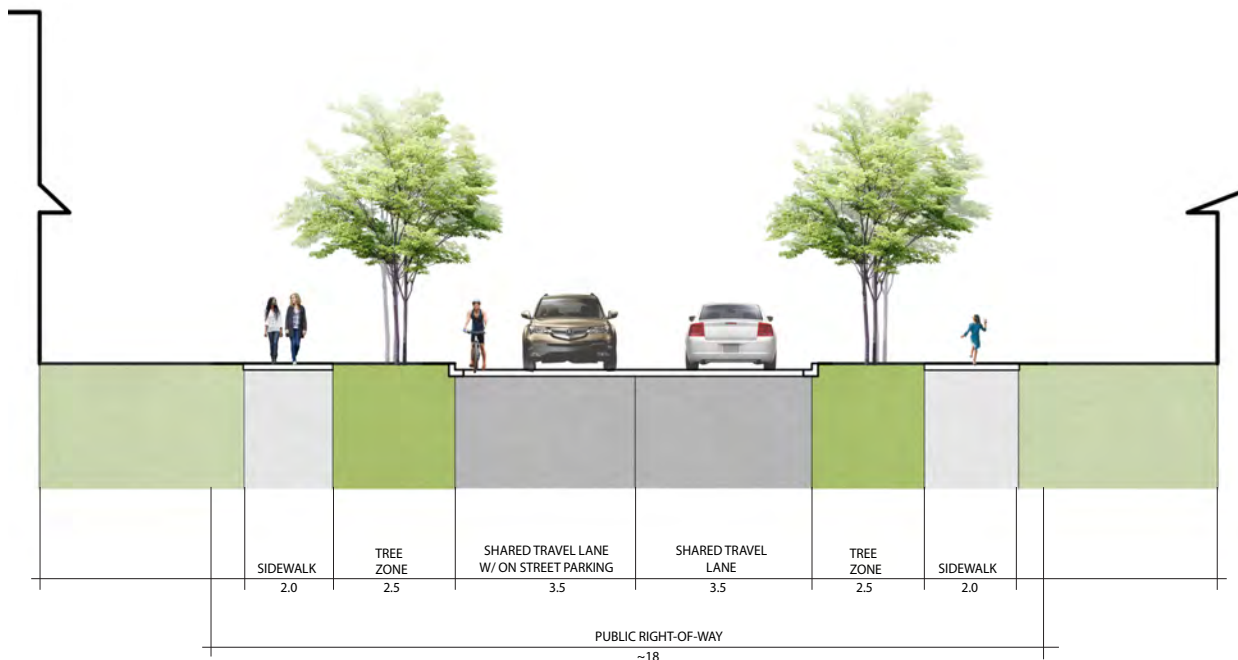 SIDEWALK
2.0
TREE
ZONE
2.5
SHARED TRAVEL LANE
W/ ON STREET PARKING
3.5
SHARED TRAVEL
LANE
3.5
TREE
ZONE
2.5
SIDEWALK
2.0
PUBLIC RIGHT-OF-WAY
~18